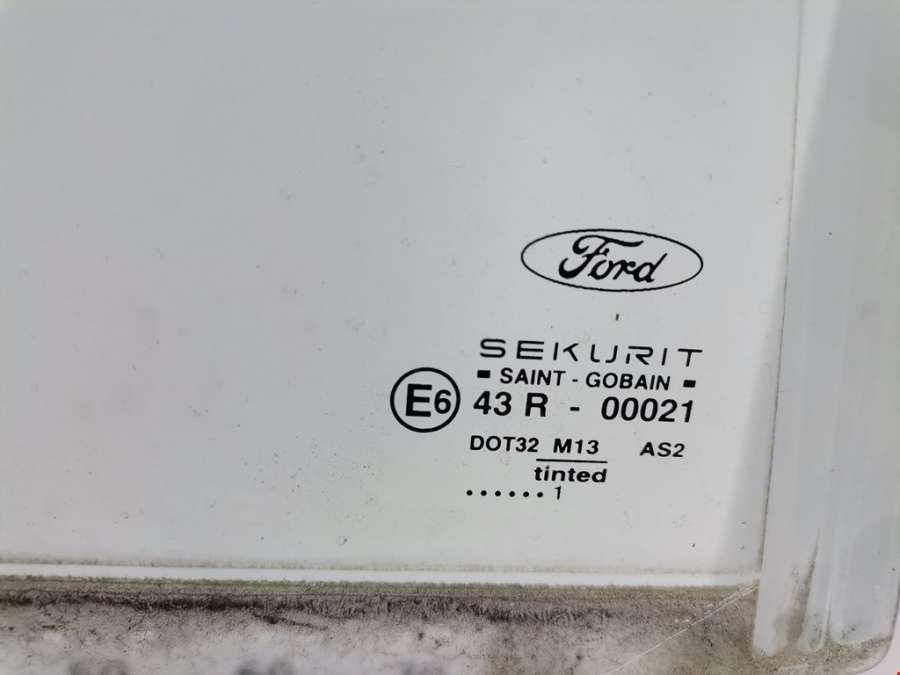 Ford
SEKURIT
SAINT - GOBAIN
E6 43 R - 00021
DOT32 M13 AS2
tinted
...... 1